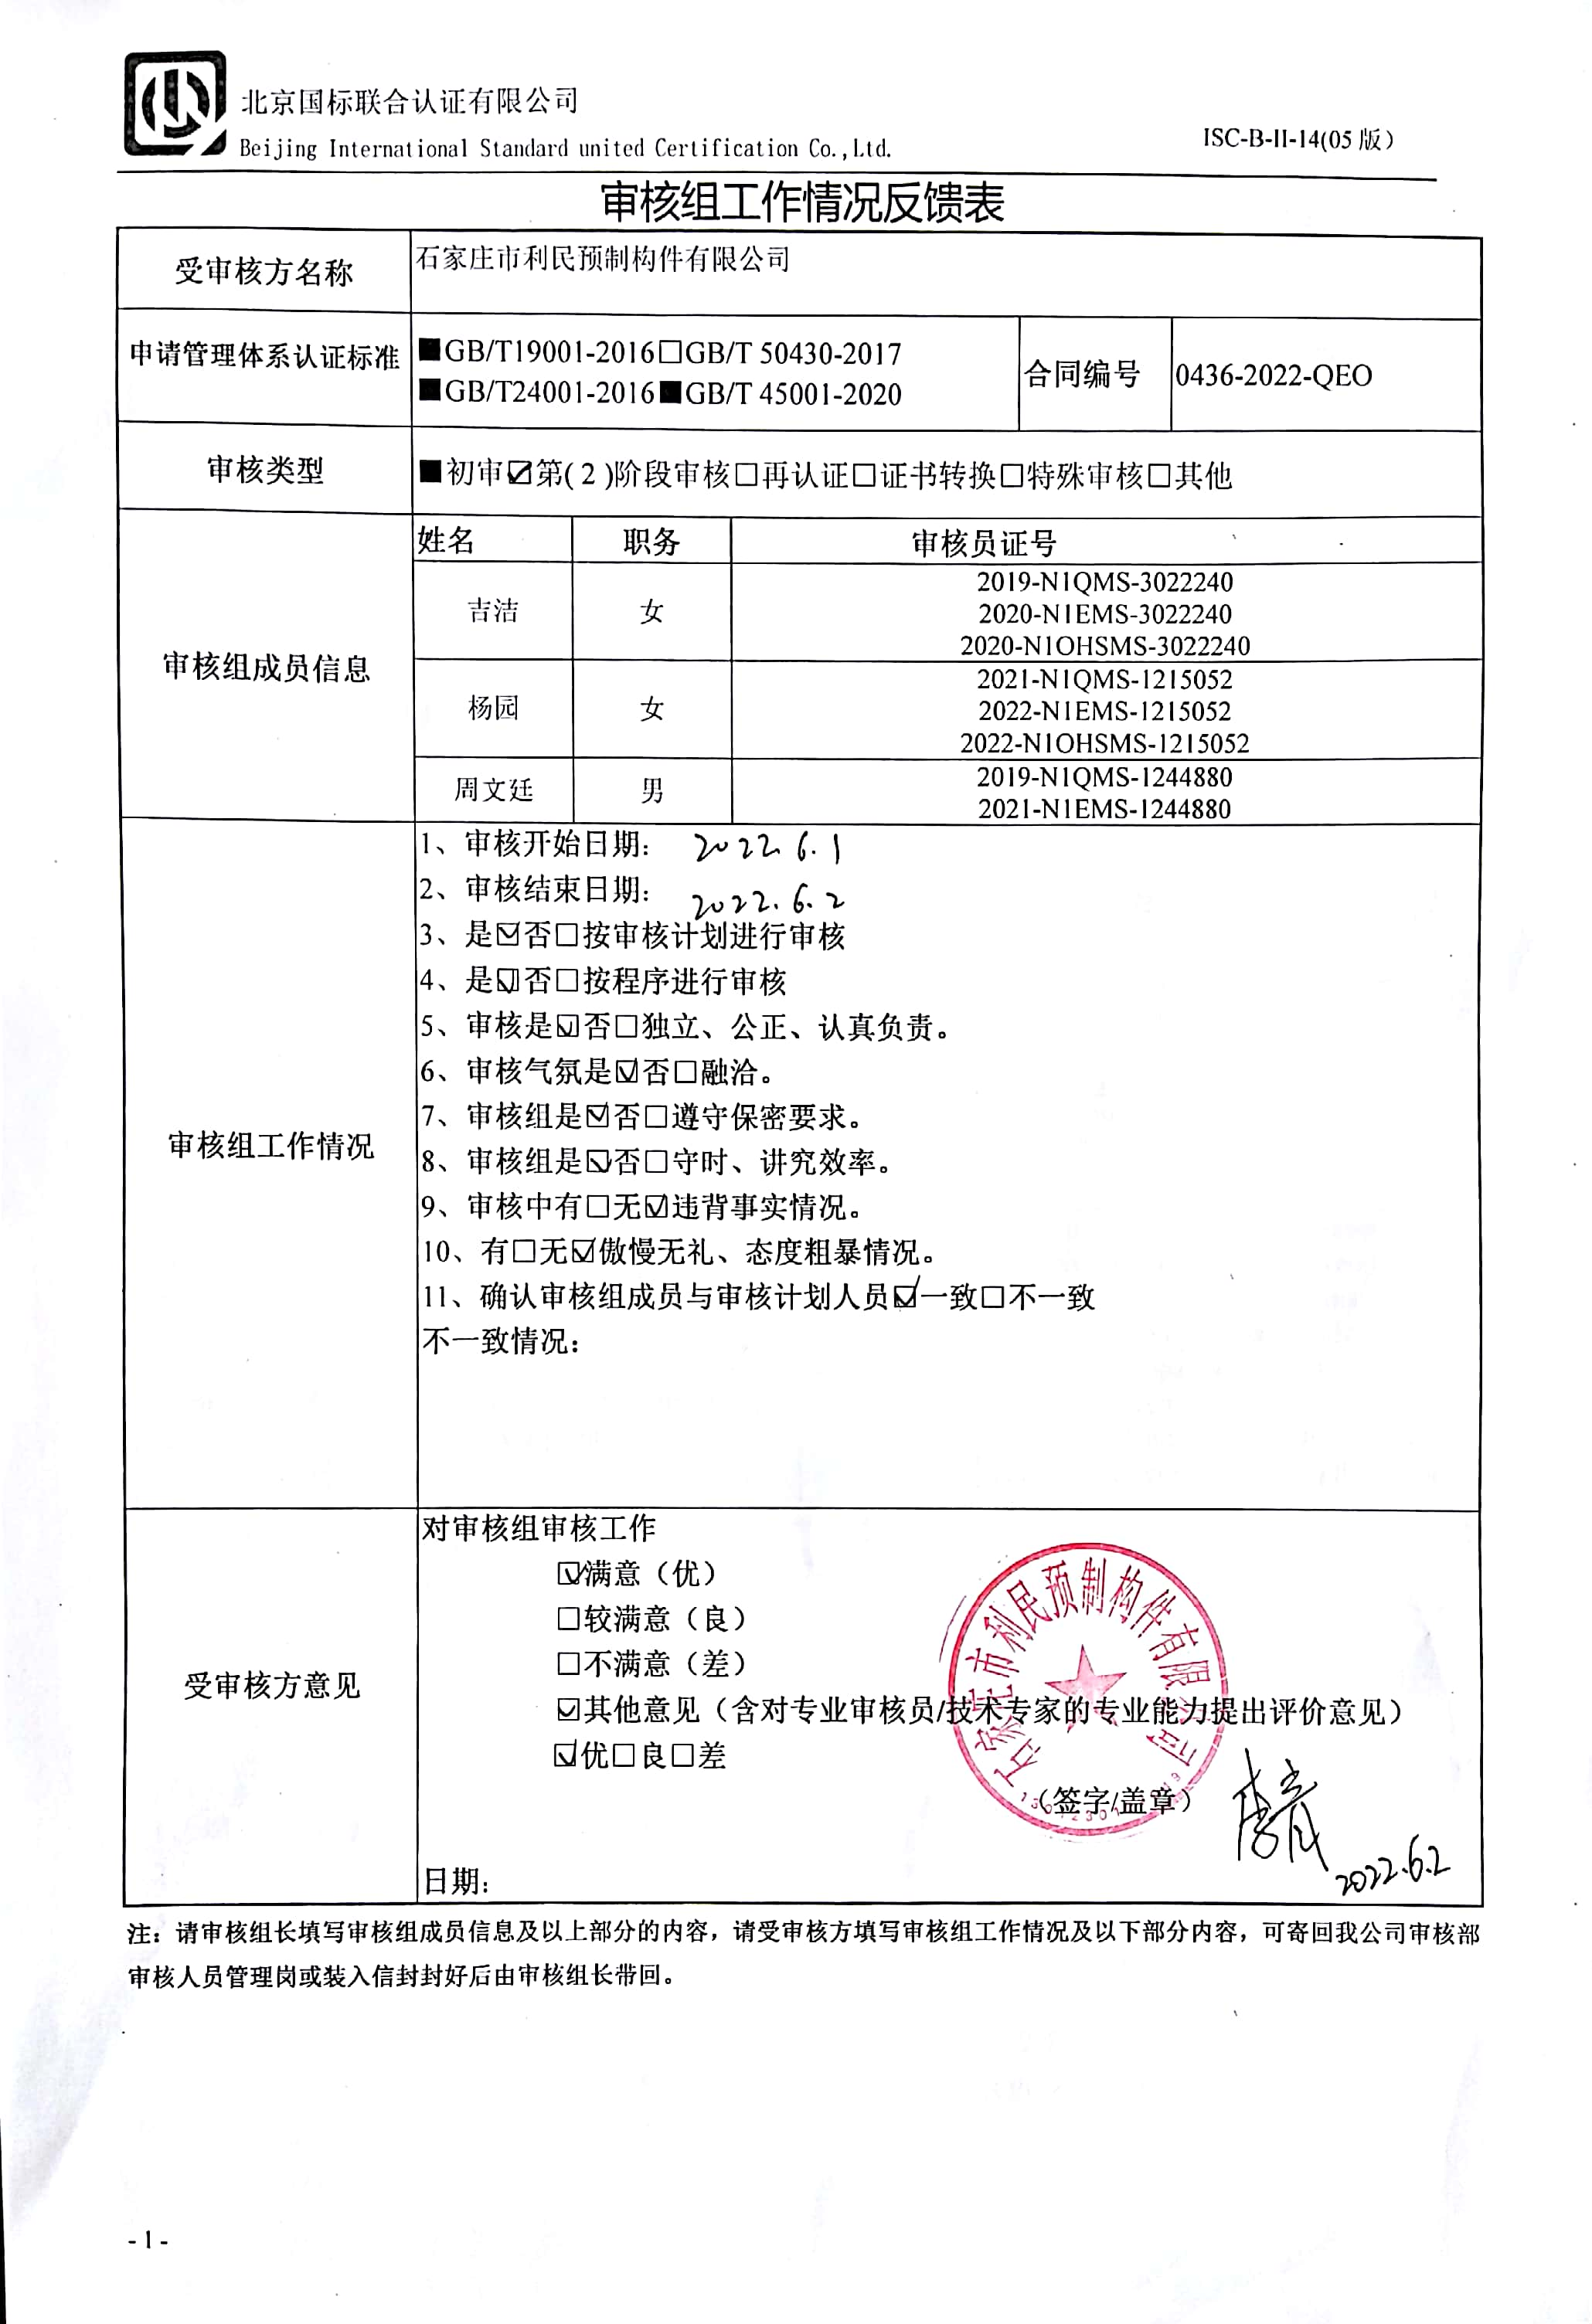 北京国标联合认证有限公司
Beijing International Standard united Certification Co.,Ltd.
ISC-B-II-14(05 版)
审核组工作情况反馈表
受审核方名称
石家庄市利民预制构件有限公司
申请管理体系认证标准
■GB/T19001-2016□GB/T 50430-2017
■GB/T24001-2016■GB/T 45001-2020
合同编号
0436-2022-QEO
审核类型
■初审☑第( 2 )阶段审核□再认证□证书转换□特殊审核□其他
审核组成员信息
姓名 职务 审核员证号
吉洁 女
2019-N1QMS-3022240
2020-N1EMS-3022240
2020-N1OHSMS-3022240
杨园 女
2021-N1QMS-1215052
2022-N1EMS-1215052
2022-N1OHSMS-1215052
周文廷 男
2019-N1QMS-1244880
2021-N1EMS-1244880
审核组工作情况
1、审核开始日期： 2022.6.1
2、审核结束日期： 2022.6.2
3、是☑否□按审核计划进行审核
4、是☑否□按程序进行审核
5、审核是☑否□独立、公正、认真负责。
6、审核气氛是☑否□融洽。
7、审核组是☑否□遵守保密要求。
8、审核组是☑否□守时、讲究效率。
9、审核中有□无☑违背事实情况。
10、有□无☑傲慢无礼、态度粗暴情况。
11、确认审核组成员与审核计划人员☑一致□不一致
不一致情况：
受审核方意见
对审核组审核工作
☑满意（优）
□较满意（良）
□不满意（差）
☑其他意见（含对专业审核员/技术专家的专业能力提出评价意见）
☑优□良□差
石家庄市利民预制构件有限公司
（签字/盖章）
2022.6.2
日期：
注：请审核组长填写审核组成员信息及以上部分的内容，请受审核方填写审核组工作情况及以下部分内容，可寄回我公司审核部
审核人员管理岗或装入信封封好后由审核组长带回。
- 1 -